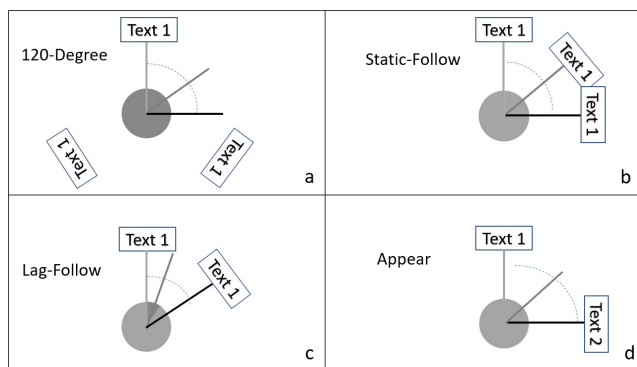 120-Degree
Text 1
Text 1
Text 1
a
Static-Follow
Text 1
Text 1
Text 1
b
Lag-Follow
Text 1
Text 1
c
Appear
Text 1
Text 2
d